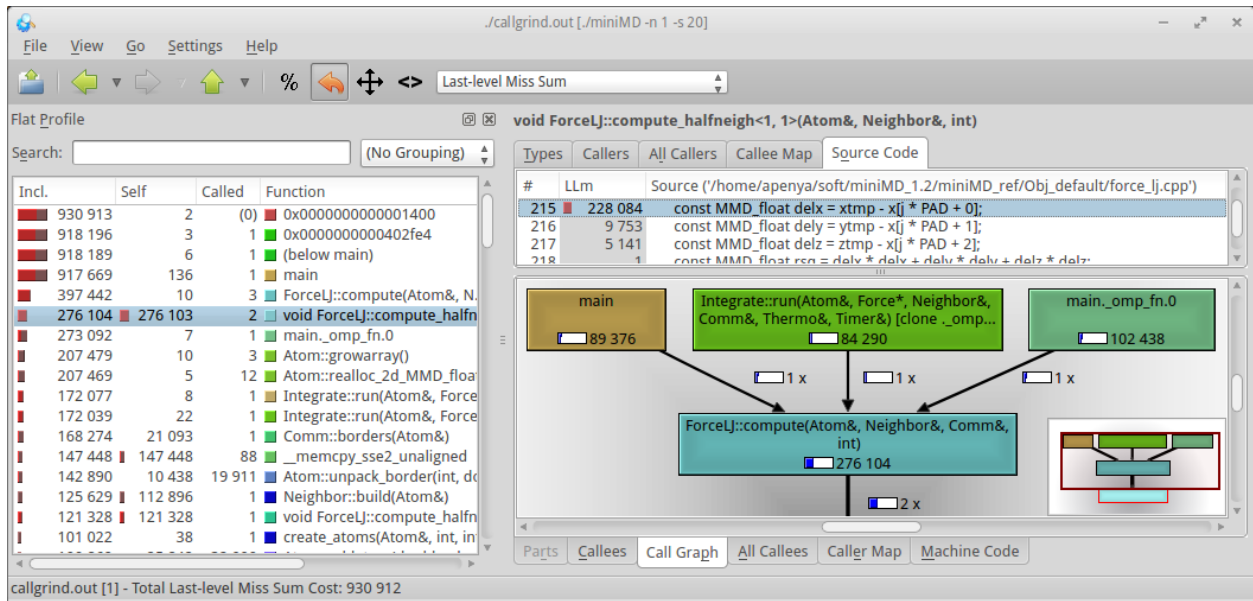 ./callgrind.out [./miniMD -n 1 -s 20]
File View Go Settings Help
% <> Last-level Miss Sum
Flat Profile
Search: (No Grouping)
Incl. Self Called Function
930 913 2 (0) 0x0000000000001400
918 196 3 1 0x0000000000402fe4
918 189 6 1 (below main)
917 669 136 1 main
397 442 10 3 ForceLJ::compute(Atom&, N.
276 104 276 103 2 void ForceLJ::compute_halfn
273 092 7 1 main._omp_fn.0
207 479 10 3 Atom::growarray()
207 469 5 12 Atom::realloc_2d_MMD_floa
172 077 8 1 Integrate::run(Atom&, Force
172 039 22 1 Integrate::run(Atom&, Force
168 274 21 093 1 Comm::borders(Atom&)
147 448 147 448 88 __memcpy_sse2_unaligned
142 890 10 438 19 911 Atom::unpack_border(int, do
125 629 112 896 1 Neighbor::build(Atom&)
121 328 121 328 1 void ForceLJ::compute_halfn
101 022 38 1 create_atoms(Atom&, int, in
void ForceLJ::compute_halfneigh<1, 1>(Atom&, Neighbor&, int)
Types Callers All Callers Callee Map Source Code
# LLm Source ('/home/apenya/soft/miniMD_1.2/miniMD_ref/Obj_default/force_lj.cpp')
215 228 084 const MMD_float delx = xtmp - x[j * PAD + 0];
216 9 753 const MMD_float dely = ytmp - x[j * PAD + 1];
217 5 141 const MMD_float delz = ztmp - x[j * PAD + 2];
218 1 const MMD_float rsq = delx * delx + dely * dely + delz * delz;
main
89 376
Integrate::run(Atom&, Force*, Neighbor&,
Comm&, Thermo&, Timer&) [clone ._omp...
84 290
main._omp_fn.0
102 438
1 x 1 x 1 x
ForceLJ::compute(Atom&, Neighbor&, Comm&,
int)
276 104
2 x
Parts Callees Call Graph All Callees Caller Map Machine Code
callgrind.out [1] - Total Last-level Miss Sum Cost: 930 912